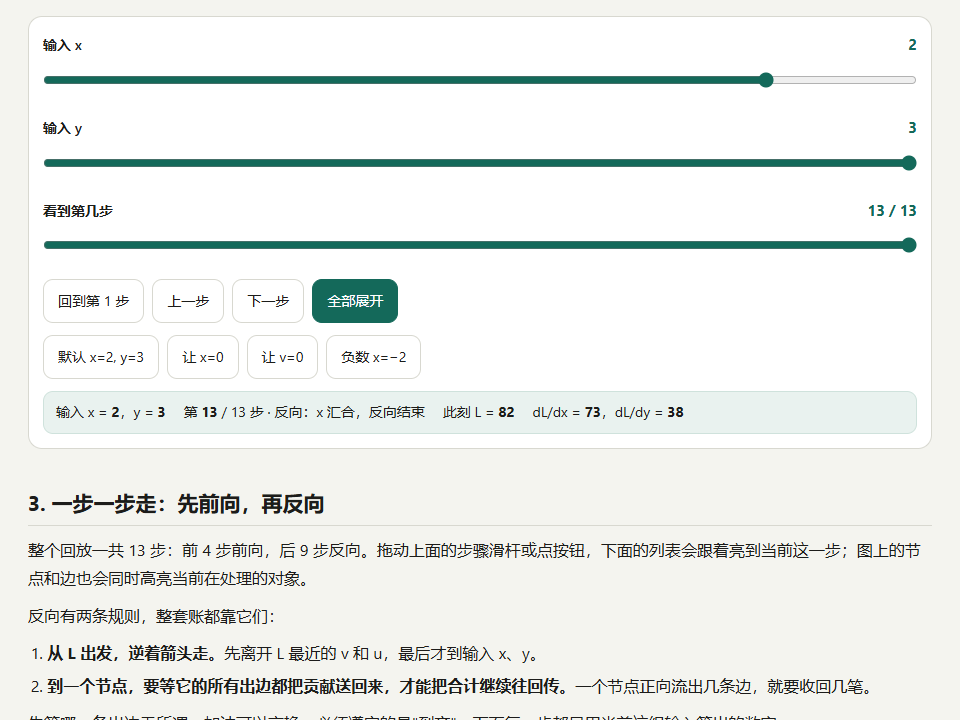 输入 x 2
输入 y 3
看到第几步 13 / 13
回到第 1 步 上一步 下一步 全部展开
默认 x=2, y=3 让 x=0 让 v=0 负数 x=−2
输入 x = 2，y = 3 第 13 / 13 步 · 反向：x 汇合，反向结束 此刻 L = 82 dL/dx = 73，dL/dy = 38
3. 一步一步走：先前向，再反向
整个回放一共 13 步：前 4 步前向，后 9 步反向。拖动上面的步骤滑杆或点按钮，下面的列表会跟着亮到当前这一步；图上的节
点和边也会同时高亮当前在处理的对象。
反向有两条规则，整套账都靠它们：
1. 从 L 出发，逆着箭头走。先离开 L 最近的 v 和 u，最后才到输入 x、y。
2. 到一个节点，要等它的所有出边都把贡献送回来，才能把合计继续往回传。一个节点正向流出几条边，就要收回几笔。